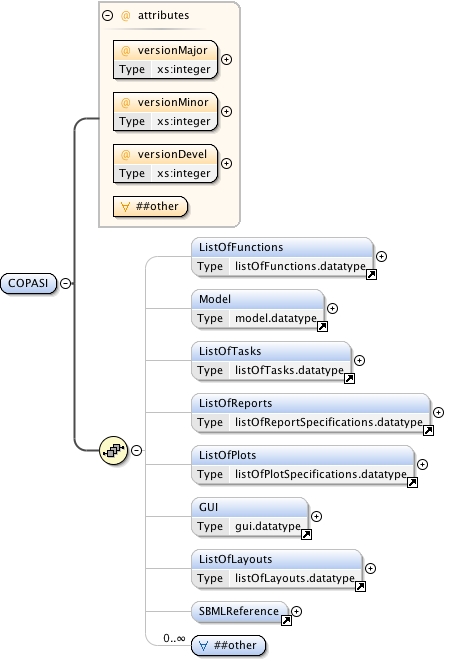 @ attributes
@ versionMajor
Type xs:integer
@ versionMinor
Type xs:integer
@ versionDevel
Type xs:integer
##other
COPASI
ListOfFunctions
Type listOfFunctions.datatype
Model
Type model.datatype
ListOfTasks
Type listOfTasks.datatype
ListOfReports
Type listOfReportSpecifications.datatype
ListOfPlots
Type listOfPlotSpecifications.datatype
GUI
Type gui.datatype
ListOfLayouts
Type listOfLayouts.datatype
SBMLReference
0..∞ ##other